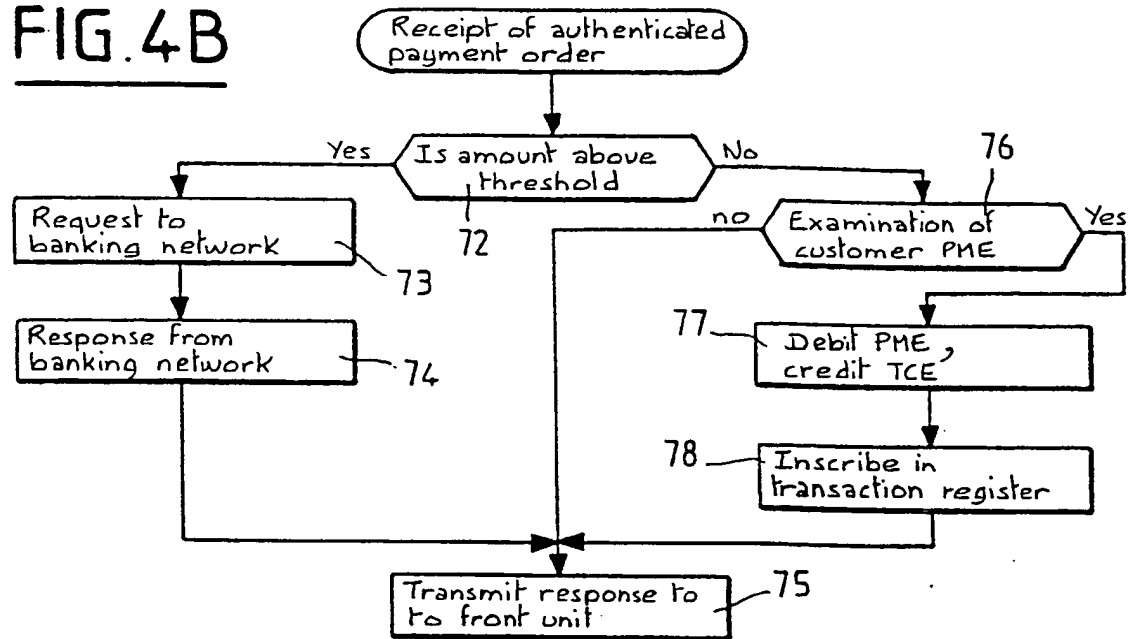 FIG.4B
Receipt of authenticated
payment order
Yes
Is amount above
threshold
No
72
76
Request to
banking network
73
no
Examination of
customer PME
Yes
Response from
banking network
74
77
Debit PME,
credit TCE
78
Inscribe in
transaction register
Transmit response to
to front unit
75